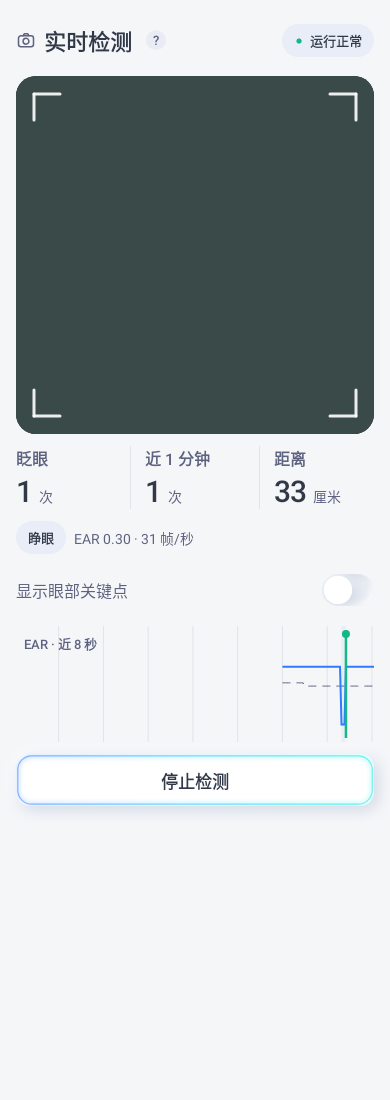 实时检测 ?
运行正常
眨眼 近 1 分钟 距离
1 次 1 次 33 厘米
睁眼 EAR 0.30 · 31 帧/秒
显示眼部关键点
EAR · 近 8 秒
停止检测